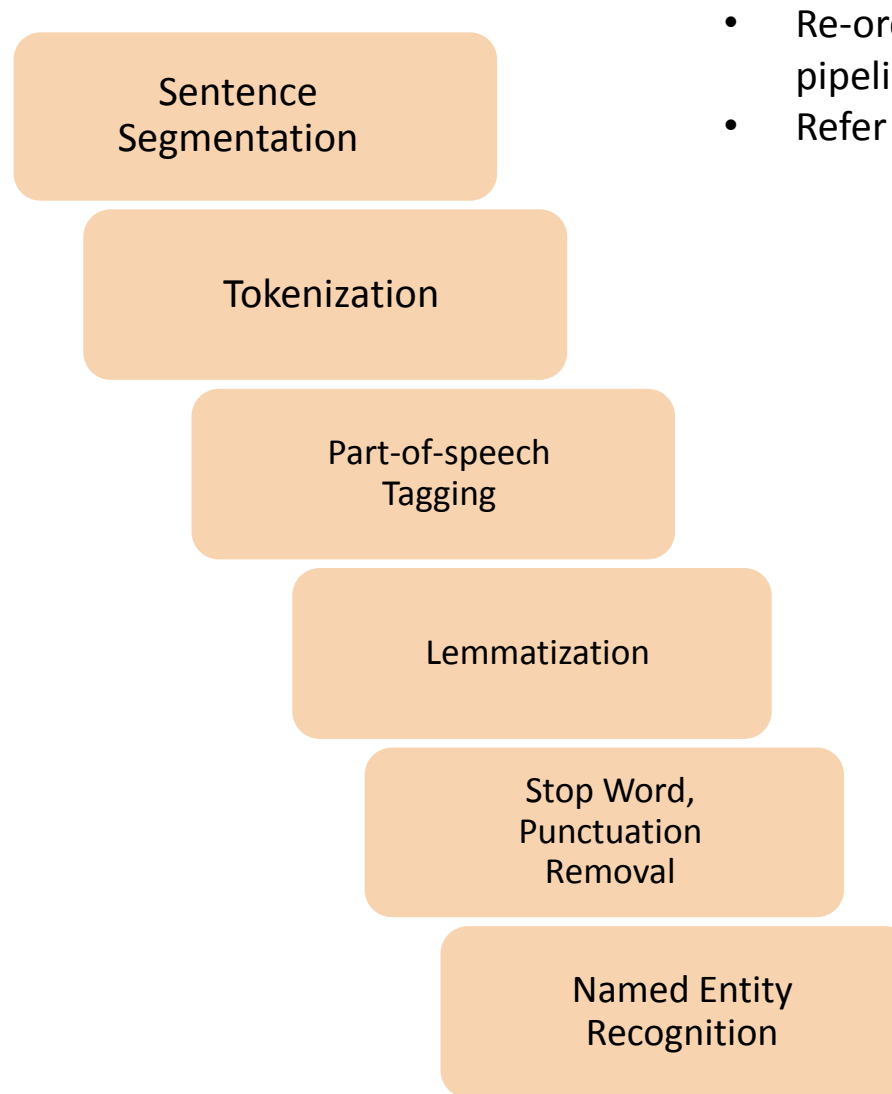 • Re-or
pipeli
• Refer
Sentence
Segmentation
Tokenization
Part-of-speech
Tagging
Lemmatization
Stop Word,
Punctuation
Removal
Named Entity
Recognition